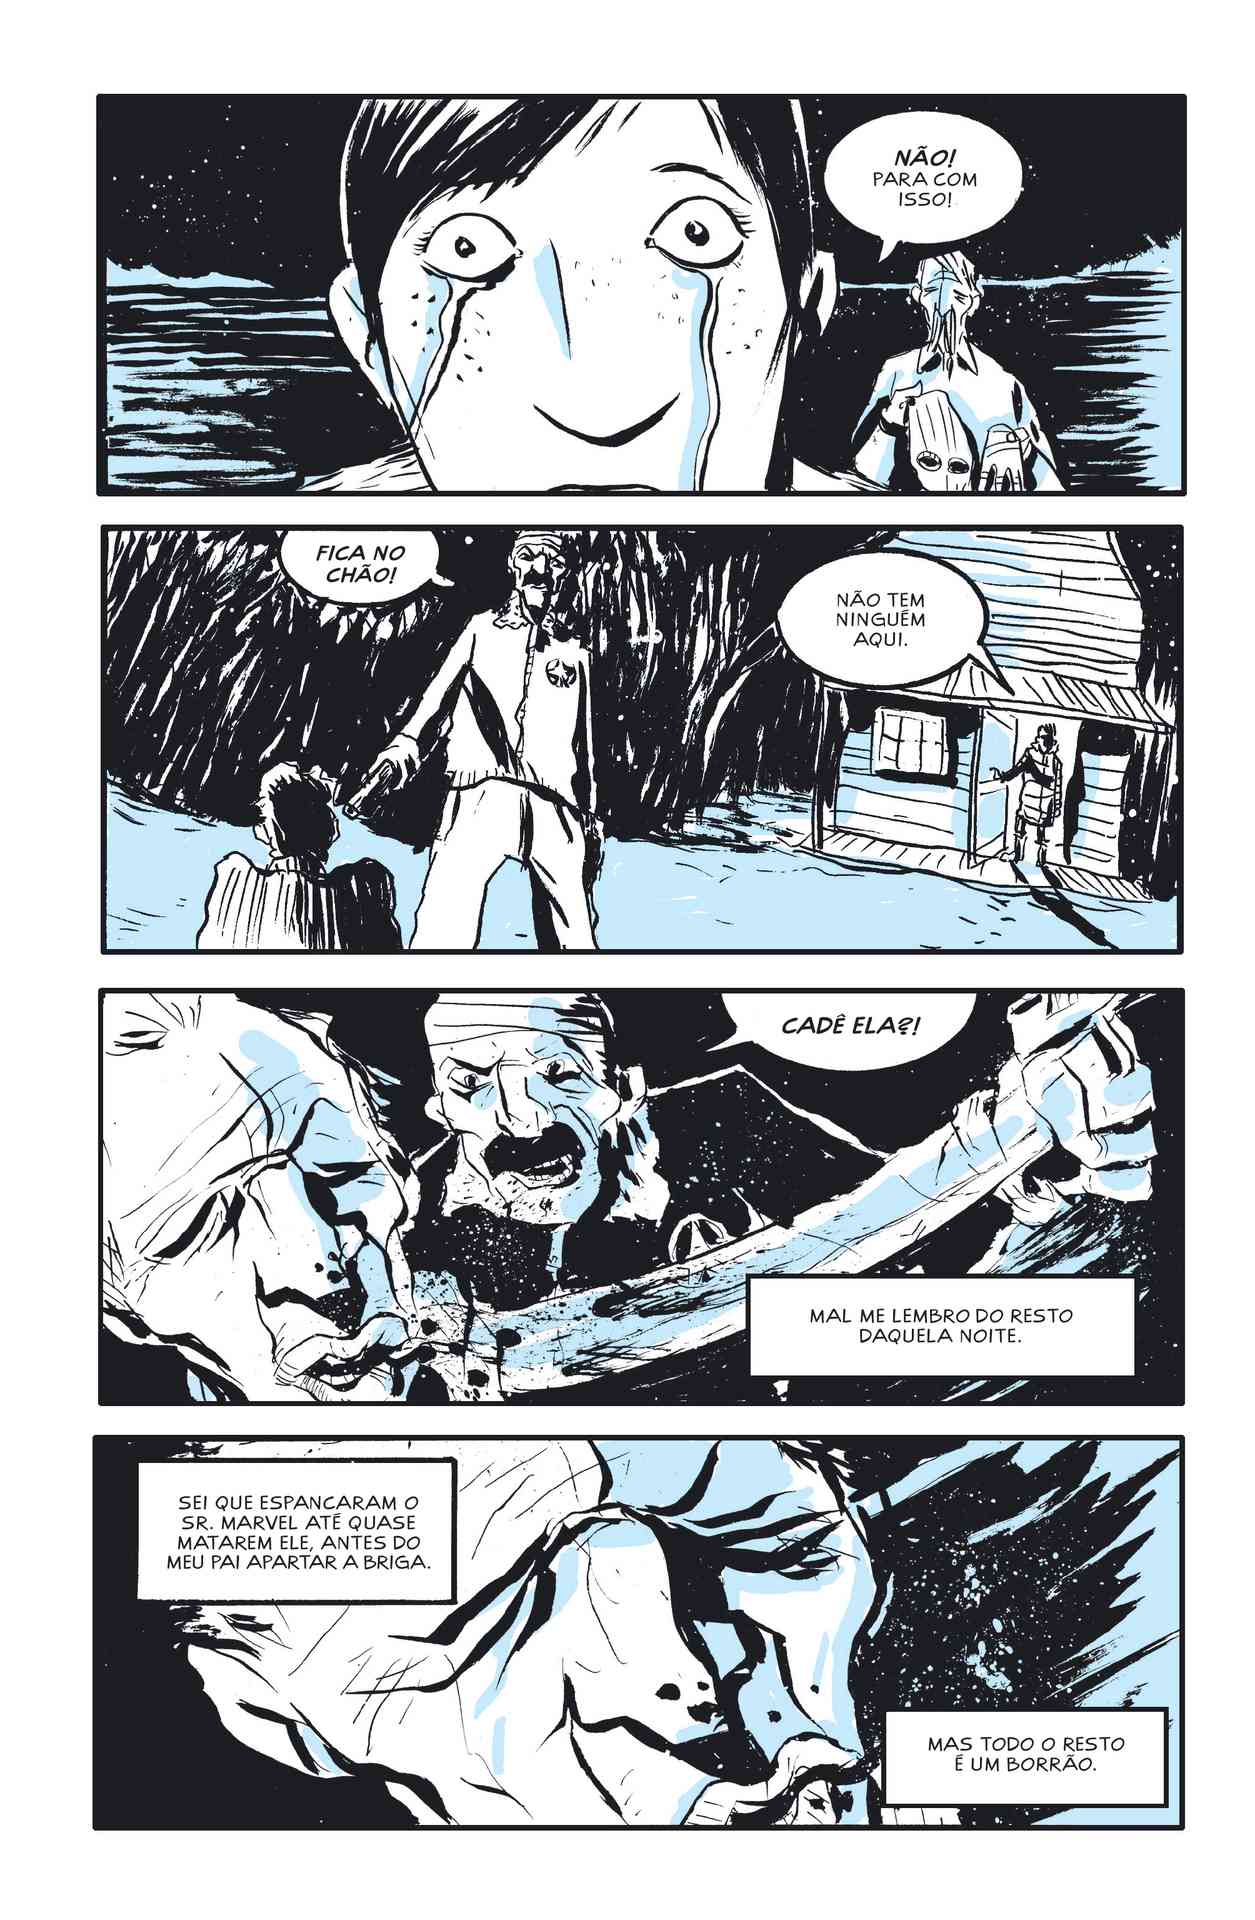 NÃO!
PARA COM
ISSO!
FICA NO
CHÃO!
NÃO TEM
NINGUÉM
AQUI.
CADÊ ELA?!
MAL ME LEMBRO DO RESTO
DAQUELA NOITE.
SEI QUE ESPANCARAM O
SR. MARVEL ATÉ QUASE
MATAREM ELE, ANTES DO
MEU PAI APARTAR A BRIGA.
MAS TODO O RESTO
É UM BORRÃO.